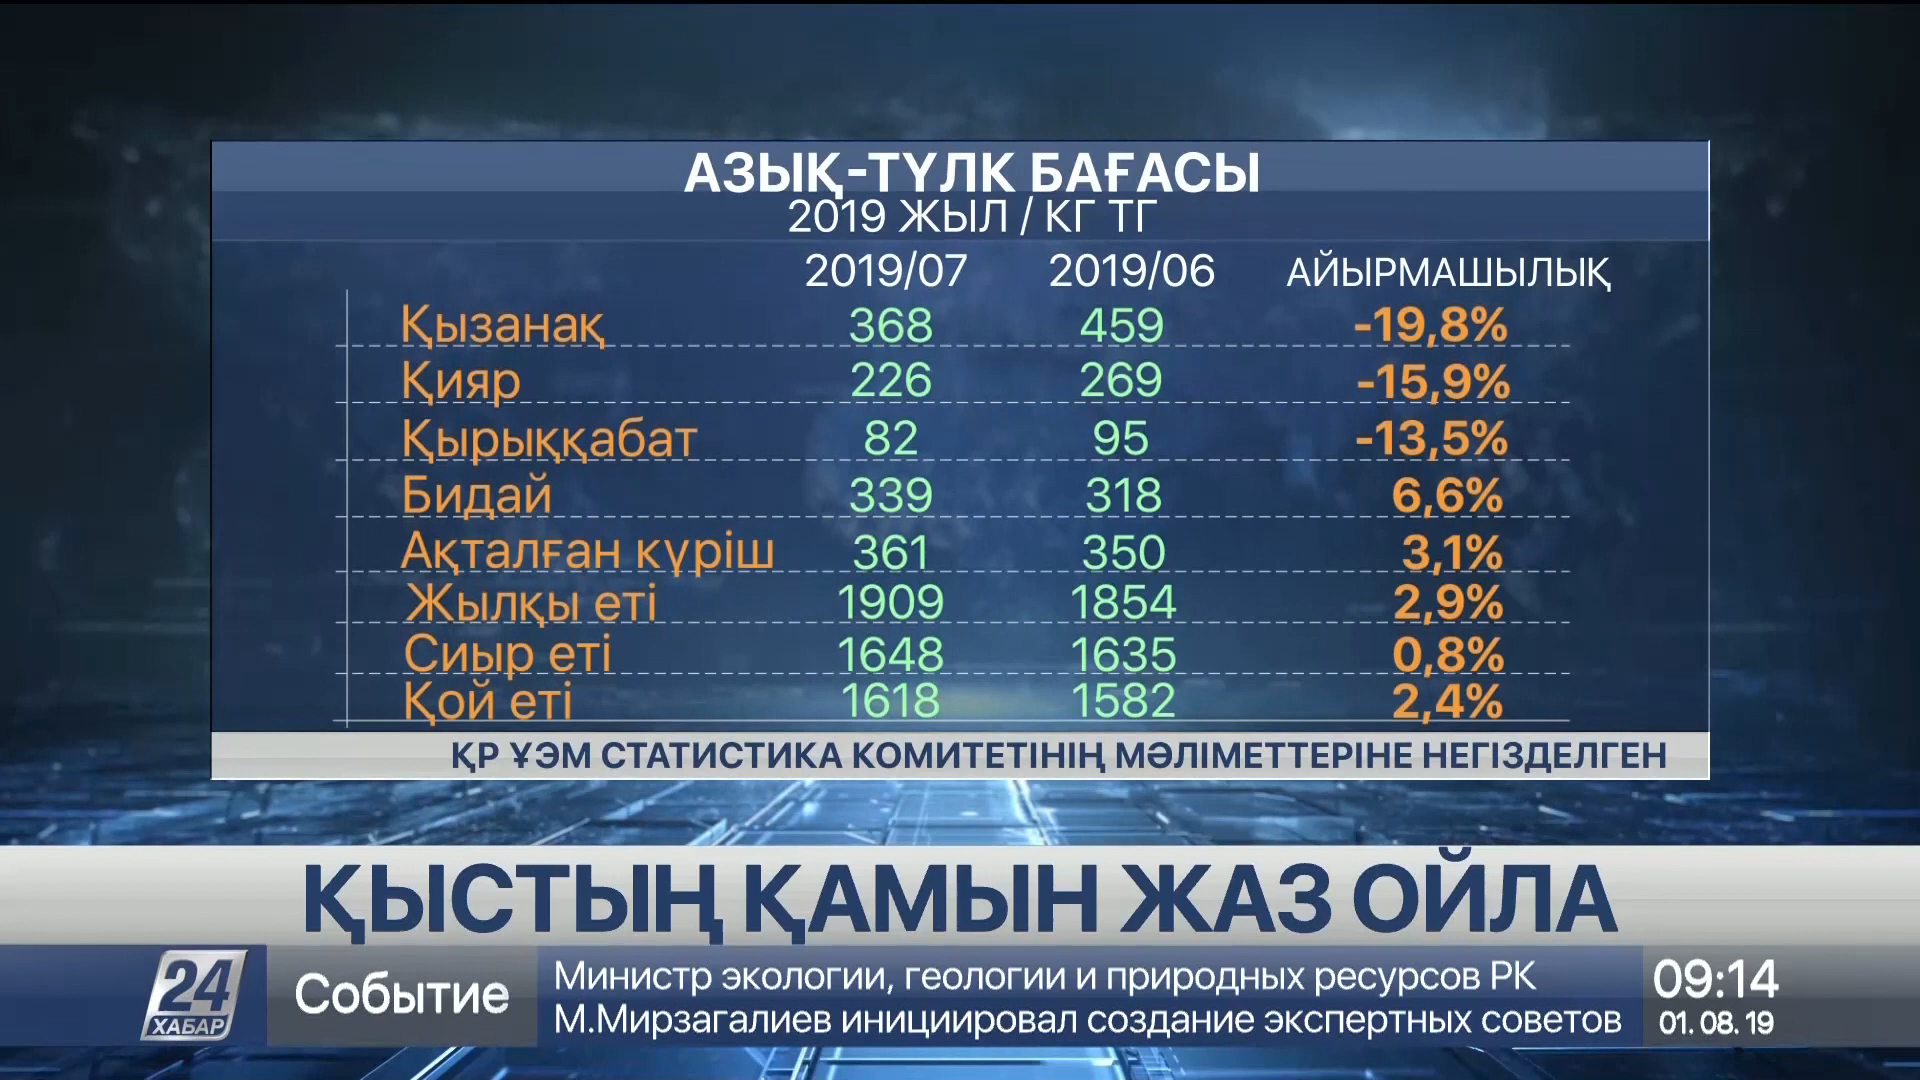 АЗЫҚ-ТҮЛК БАҒАСЫ
2019 ЖЫЛ / КГ ТГ
2019/07 2019/06 АЙЫРМАШЫЛЫҚ
Қызанақ 368 459 -19,8%
Қияр 226 269 -15,9%
Қырыққабат 82 95 -13,5%
Бидай 339 318 6,6%
Ақталған күріш 361 350 3,1%
Жылқы еті 1909 1854 2,9%
Сиыр еті 1648 1635 0,8%
Қой еті 1618 1582 2,4%
ҚР ҰЭМ СТАТИСТИКА КОМИТЕТІНІҢ МӘЛІМЕТТЕРІНЕ НЕГІЗДЕЛГЕН
ҚЫСТЫҢ ҚАМЫН ЖАЗ ОЙЛА
24
ХАБАР
Событие
Министр экологии, геологии и природных ресурсов РК
М.Мирзагалиев инициировал создание экспертных советов
09:14
01. 08. 19